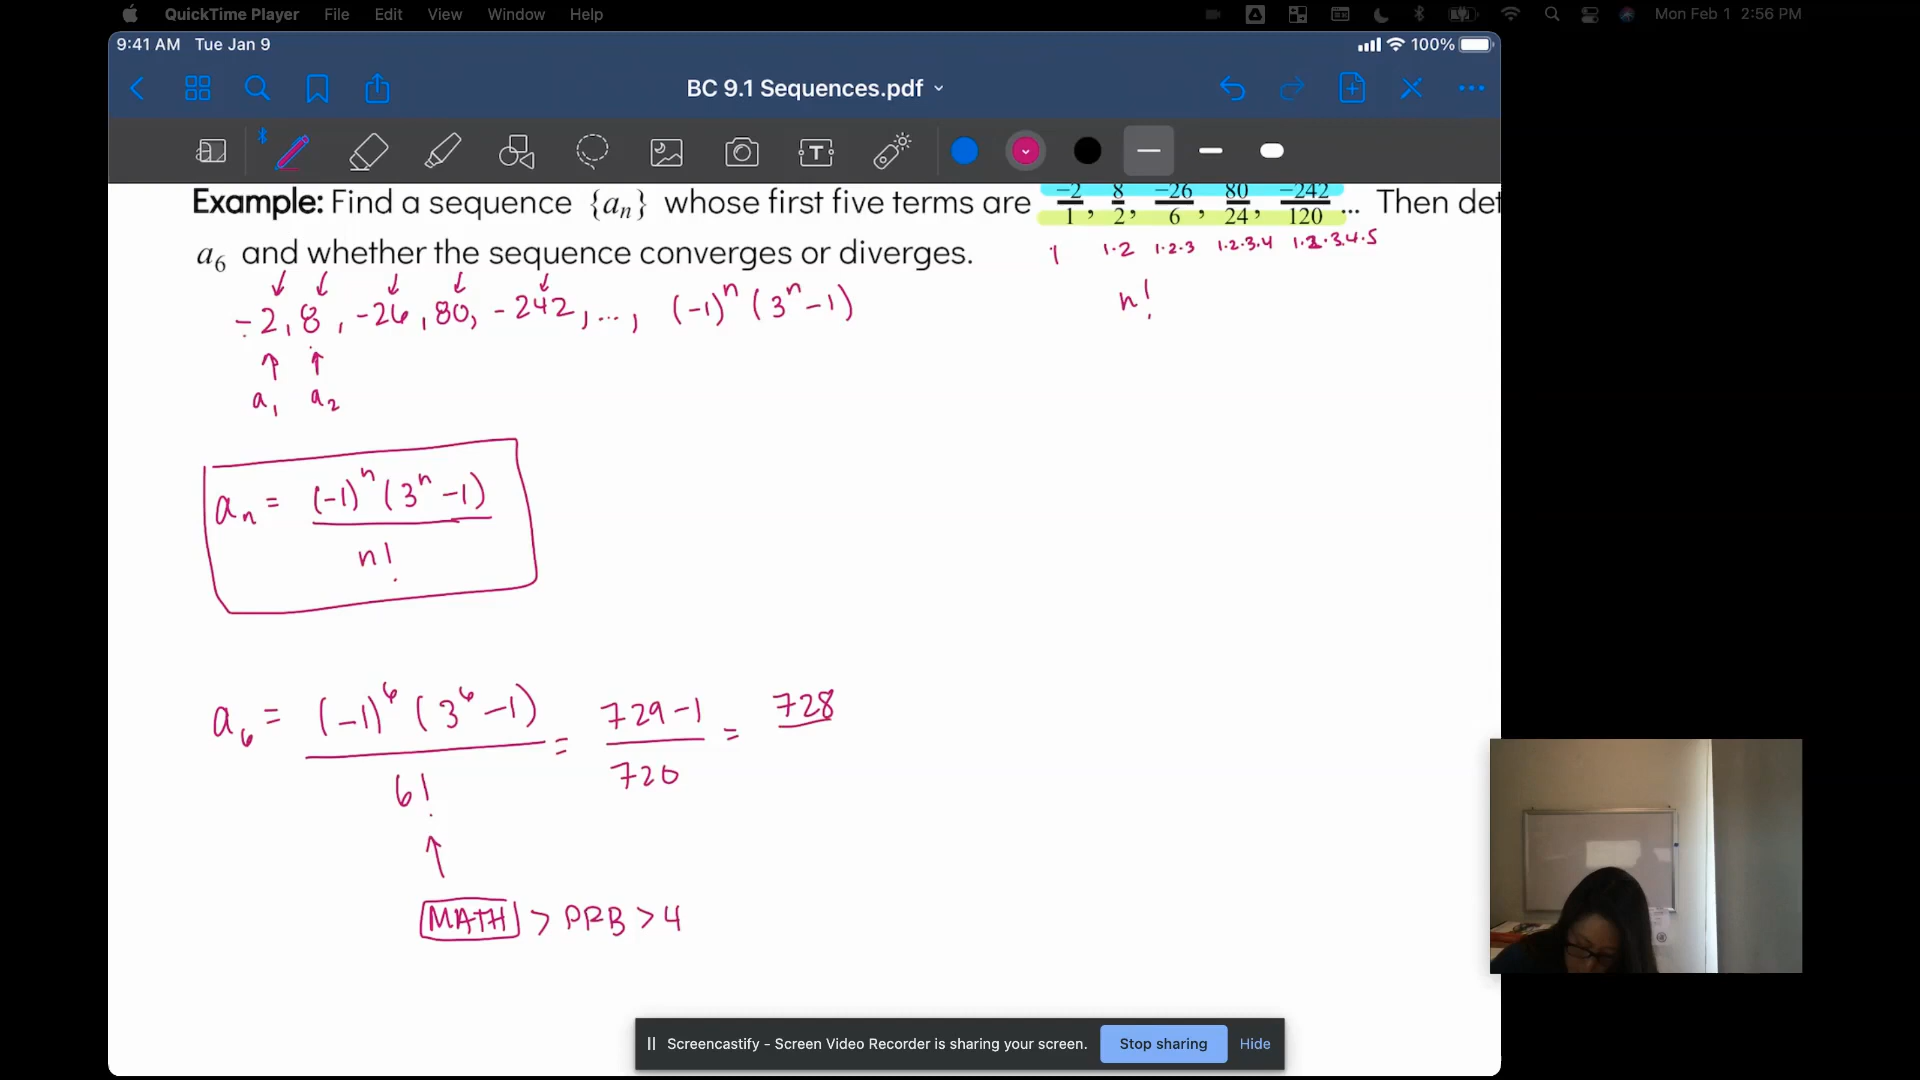 QuickTime Player File Edit View Window Help Mon Feb 1 2:56 PM
9:41 AM Tue Jan 9 100%
BC 9.1 Sequences.pdf
T
Example: Find a sequence {aₙ} whose first five terms are −2/1, 8/2, −26/6, 80/24, −242/120 ... Then det
a₆ and whether the sequence converges or diverges.
1 1·2 1·2·3 1·2·3·4 1·2·3·4·5
-2, 8, -26, 80, -242, ..., (-1)ⁿ (3ⁿ -1)
n!
a₁ a₂
aₙ = (-1)ⁿ (3ⁿ -1) / n!
a₆ = (-1)⁶ (3⁶ -1) / 6! = 729-1 / 720 = 728
MATH > PRB > 4
Screencastify - Screen Video Recorder is sharing your screen. Stop sharing Hide